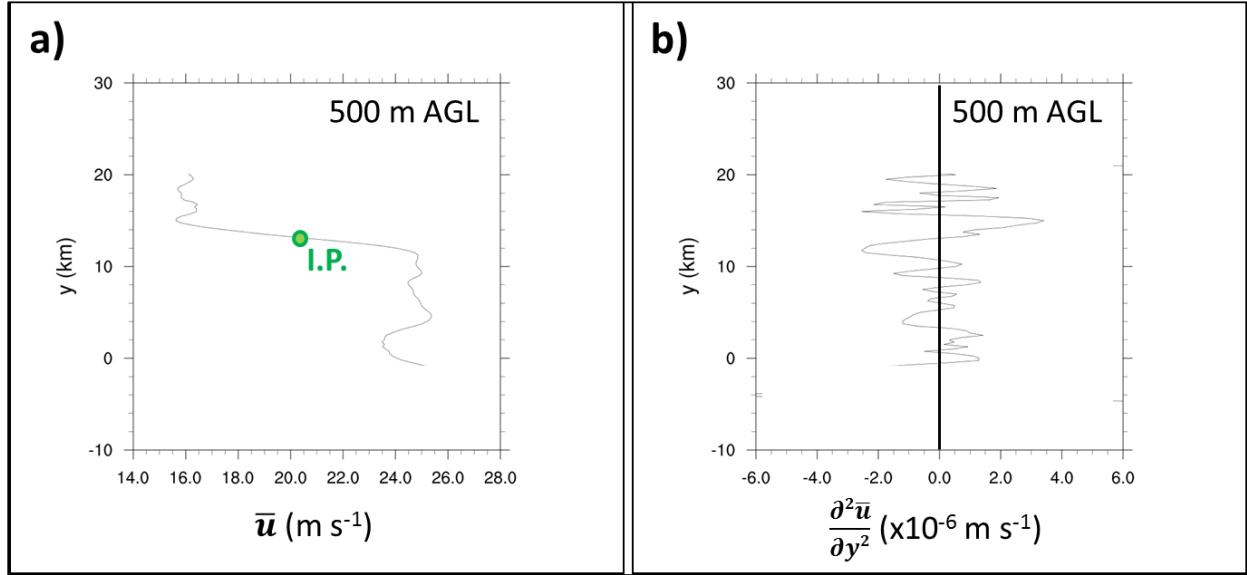 a)
500 m AGL
I.P.
y (km)
30
20
10
0
-10
14.0 16.0 18.0 20.0 22.0 24.0 26.0 28.0
u̅ (m s⁻¹)
b)
500 m AGL
y (km)
30
20
10
0
-10
-6.0 -4.0 -2.0 0.0 2.0 4.0 6.0
∂²u̅/∂y² (x10⁻⁶ m s⁻¹)